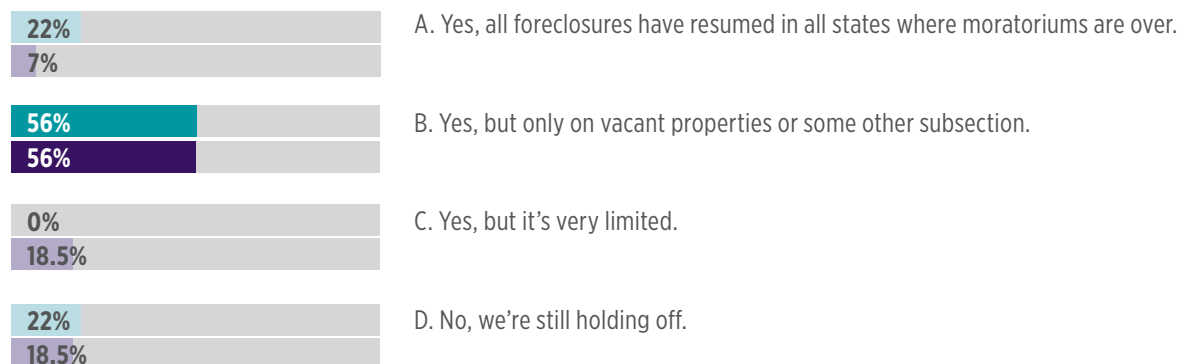 22%
A. Yes, all foreclosures have resumed in all states where moratoriums are over.
7%
56%
B. Yes, but only on vacant properties or some other subsection.
56%
0%
C. Yes, but it’s very limited.
18.5%
22%
D. No, we’re still holding off.
18.5%